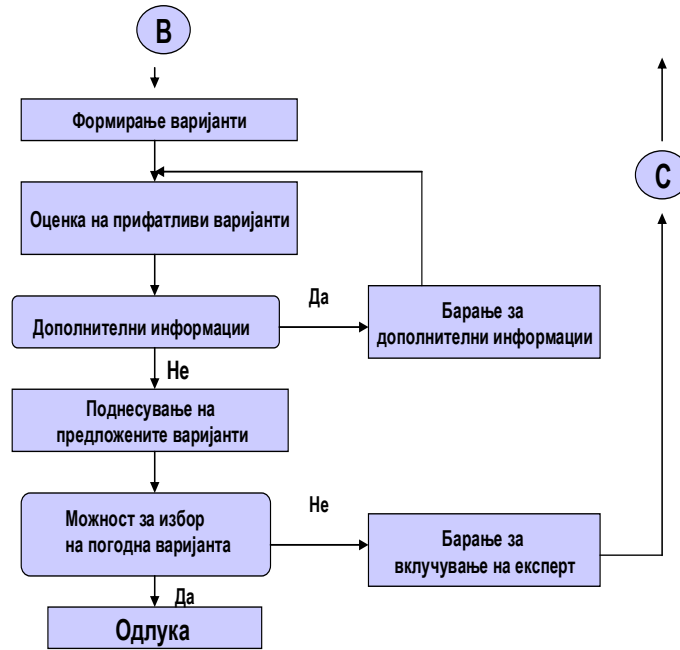 В
Формирање варијанти
Оценка на прифатливи варијанти
Дополнителни информации
Да
Барање за
дополнителни информации
Не
Поднесување на
предложените варијанти
Можност за избор
на погодна варијанта
Не
Барање за
вклучување на експерт
С
Да
Одлука